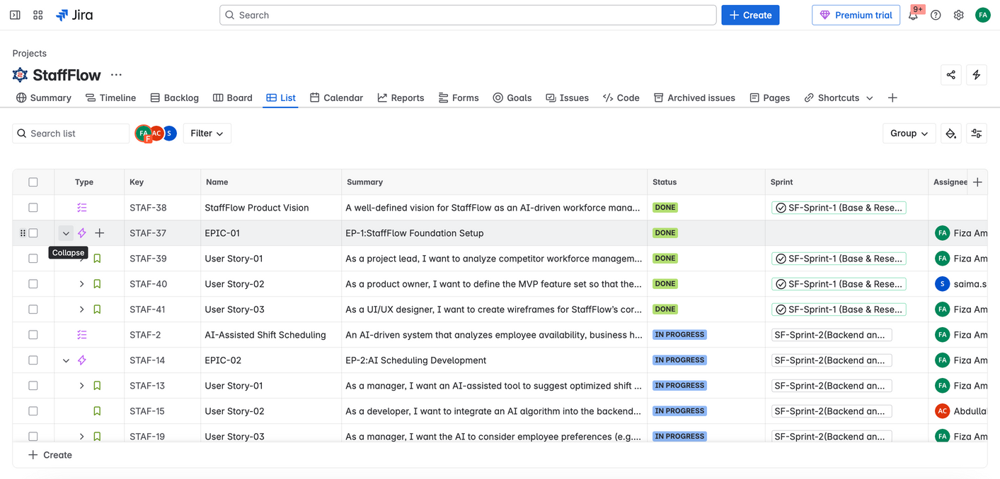 Jira
Search
Create
Premium trial
9+
FA
Projects
StaffFlow
Summary Timeline Backlog Board List Calendar Reports Forms Goals Issues Code Archived issues Pages Shortcuts
Search list
FA F AC S
Filter
Group
Type Key Name Summary Status Sprint Assignee
STAF-38 StaffFlow Product Vision A well-defined vision for StaffFlow as an AI-driven workforce mana... DONE SF-Sprint-1 (Base & Rese...
STAF-37 EPIC-01 EP-1:StaffFlow Foundation Setup DONE FA Fiza Am
Collapse
STAF-39 User Story-01 As a project lead, I want to analyze competitor workforce managem... DONE SF-Sprint-1 (Base & Rese... FA Fiza Am
STAF-40 User Story-02 As a product owner, I want to define the MVP feature set so that the... DONE SF-Sprint-1 (Base & Rese... S saima.s
STAF-41 User Story-03 As a UI/UX designer, I want to create wireframes for StaffFlow’s cor... DONE SF-Sprint-1 (Base & Rese... FA Fiza Am
STAF-2 AI-Assisted Shift Scheduling An AI-driven system that analyzes employee availability, business h... IN PROGRESS SF-Sprint-2(Backend an... FA Fiza Am
STAF-14 EPIC-02 EP-2:AI Scheduling Development IN PROGRESS SF-Sprint-2(Backend an... FA Fiza Am
STAF-13 User Story-01 As a manager, I want an AI-assisted tool to suggest optimized shift ... IN PROGRESS SF-Sprint-2(Backend an... FA Fiza Am
STAF-15 User Story-02 As a developer, I want to integrate an AI algorithm into the backend... IN PROGRESS SF-Sprint-2(Backend an... AC Abdulla
STAF-19 User Story-03 As a manager, I want the AI to consider employee preferences (e.g.... IN PROGRESS SF-Sprint-2(Backend an... FA Fiza Am
Create